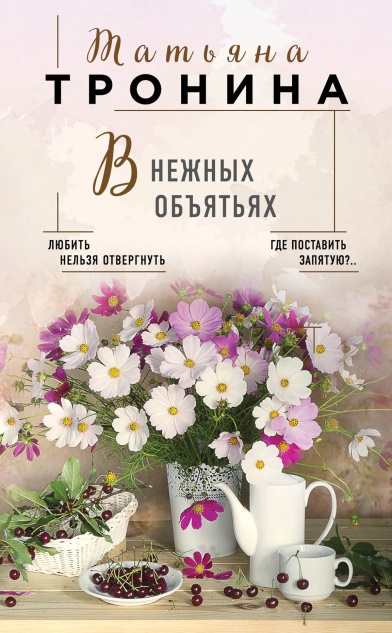 Татьяна
ТРОНИНА
В НЕЖНЫХ
ОБЪЯТЬЯХ
ЛЮБИТЬ
НЕЛЬЗЯ ОТВЕРГНУТЬ
ГДЕ ПОСТАВИТЬ
ЗАПЯТУЮ?..